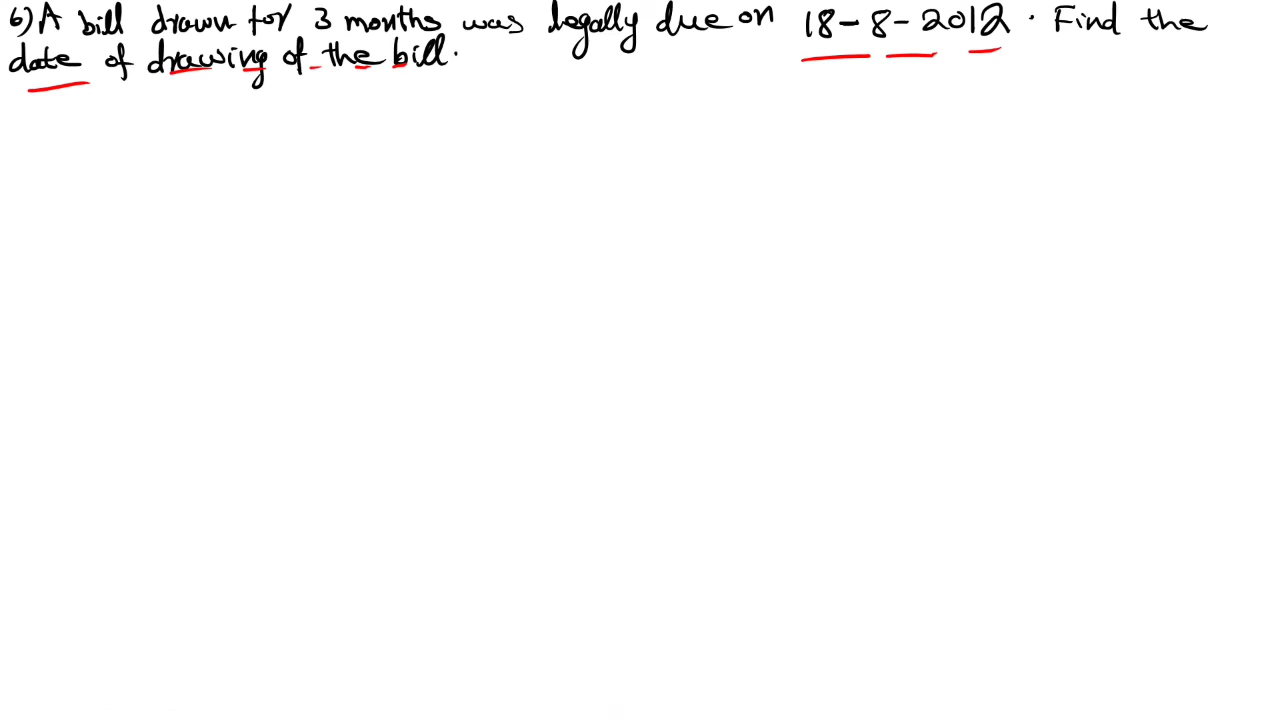 6) A bill drawn for 3 months was legally due on 18-8-2012. Find the
date of drawing of the bill.